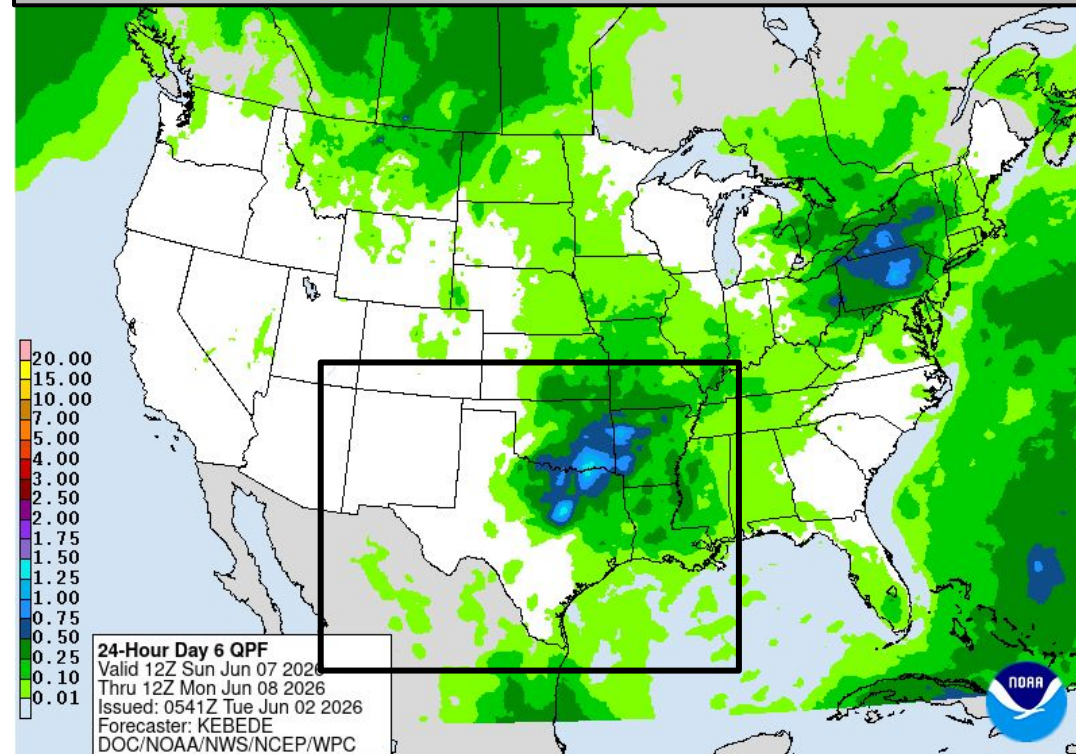 20.00
15.00
10.00
7.00
5.00
4.00
3.00
2.50
2.00
1.75
1.50
1.25
1.00
0.75
0.50
0.25
0.10
0.01
24-Hour Day 6 QPF
Valid 12Z Sun Jun 07 2026
Thru 12Z Mon Jun 08 2026
Issued: 0541Z Tue Jun 02 2026
Forecaster: KEBEDE
DOC/NOAA/NWS/NCEP/WPC
NOAA